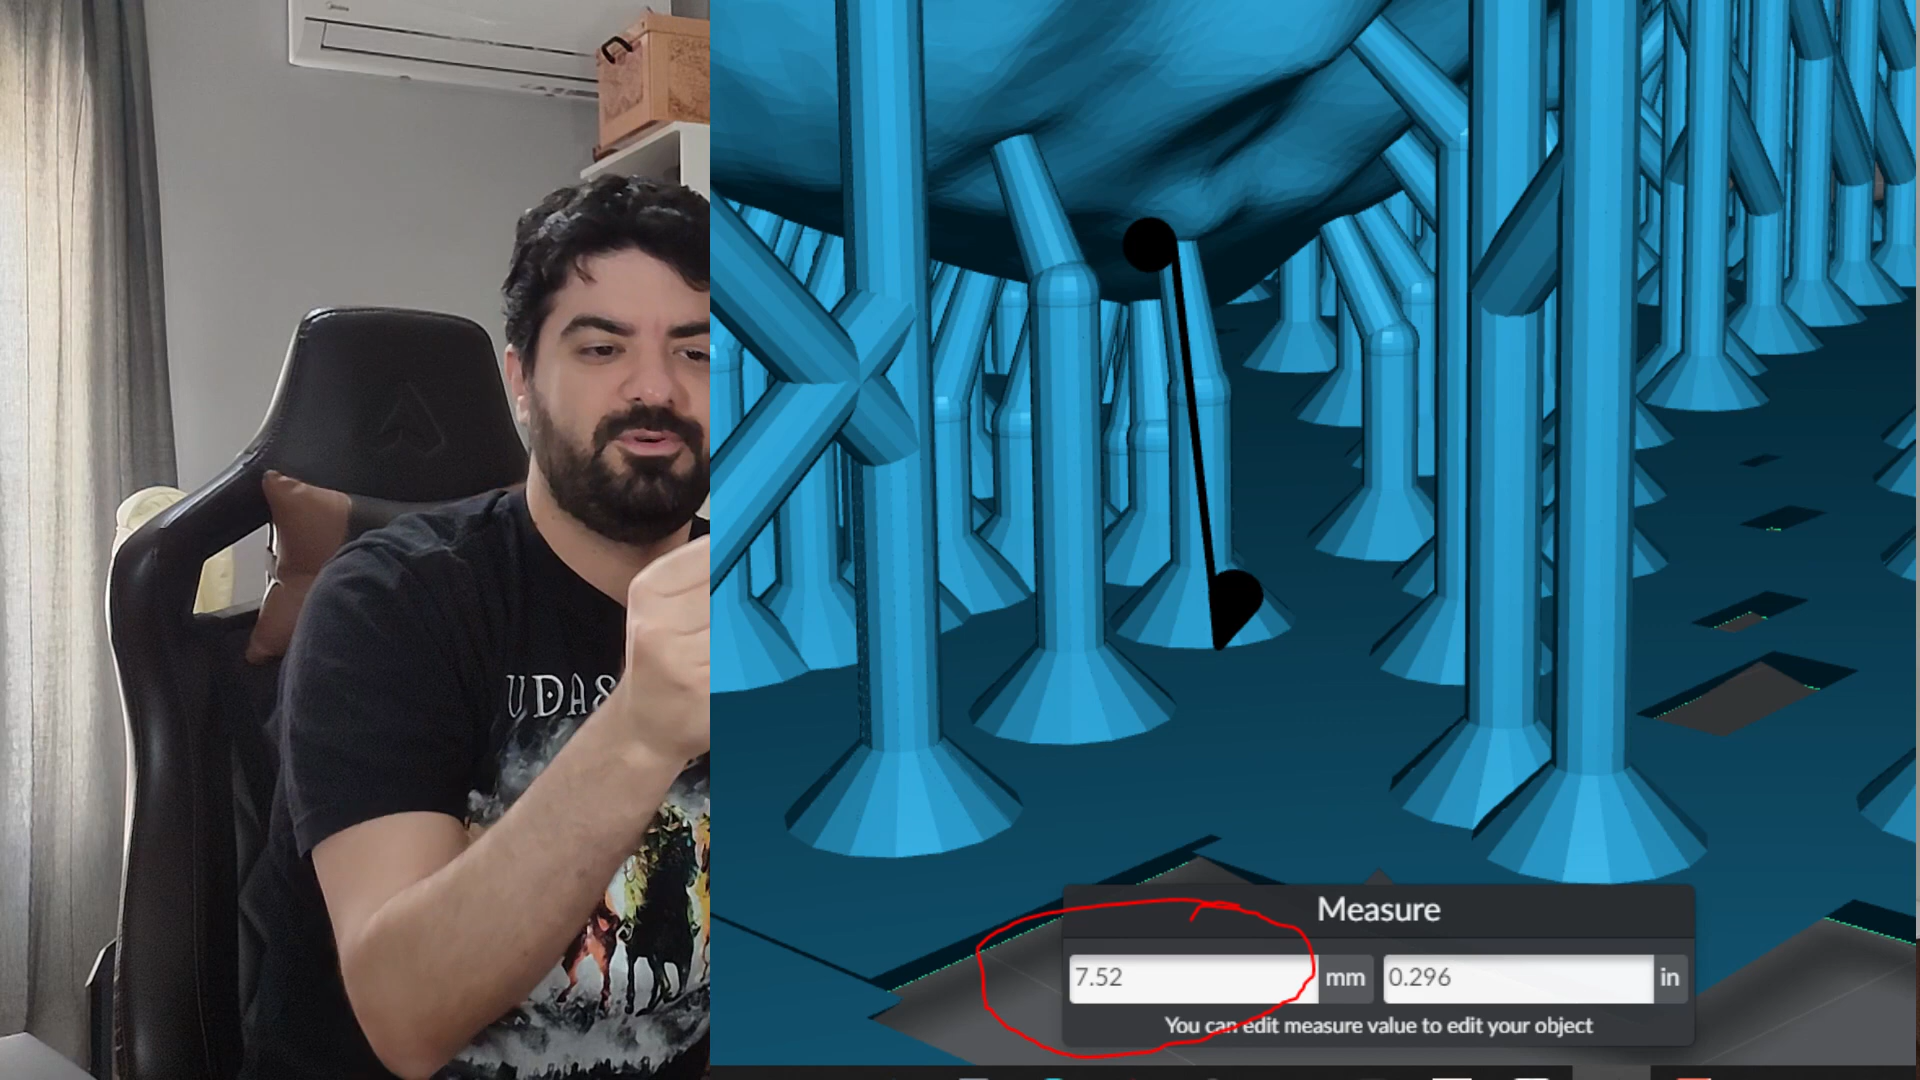 UDAS
Measure
7.52 mm 0.296 in
You can edit measure value to edit your object